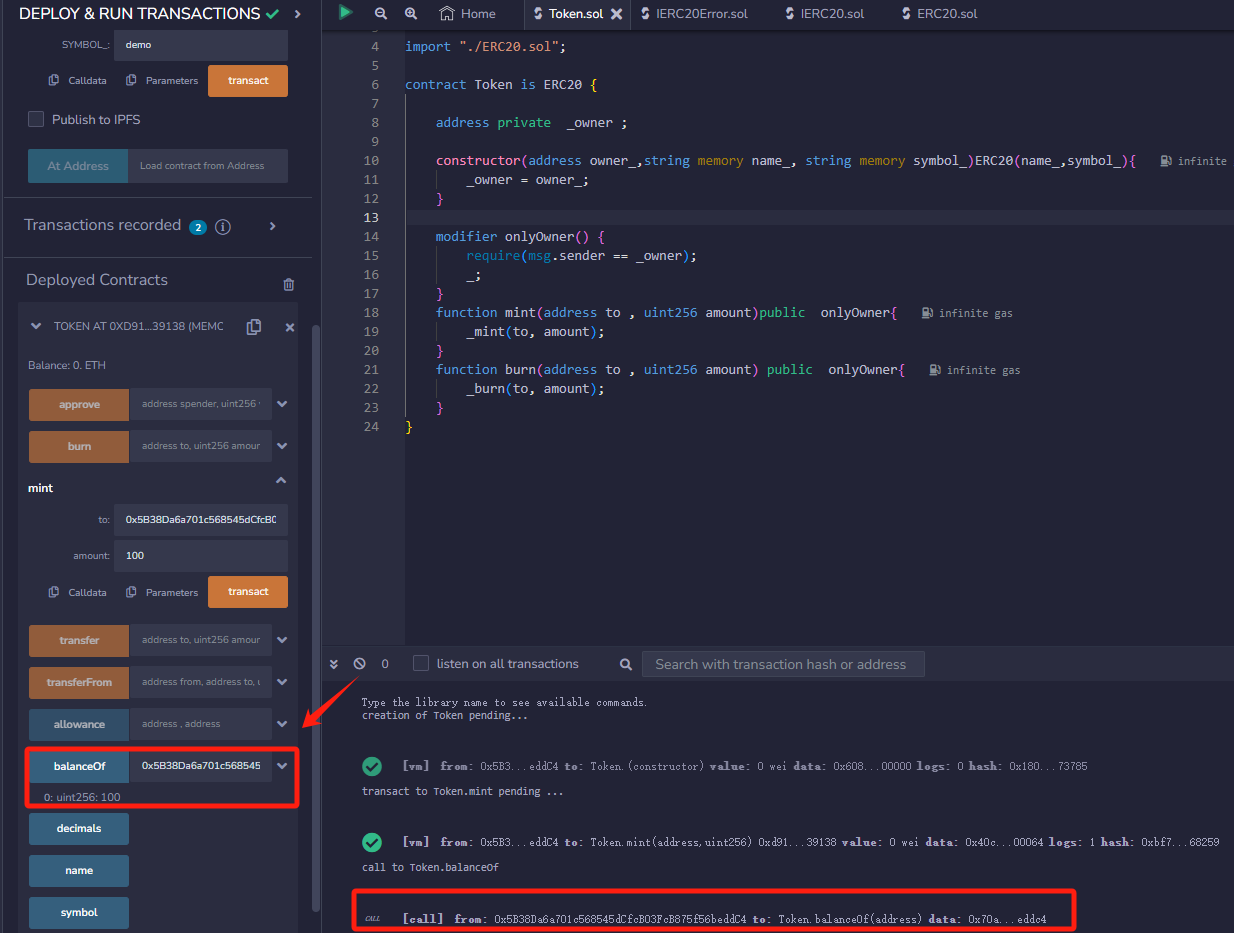 DEPLOY & RUN TRANSACTIONS
SYMBOL_: demo
Calldata Parameters transact
Publish to IPFS
At Address Load contract from Address
Transactions recorded 2
Deployed Contracts
TOKEN AT 0XD91...39138 (MEMC
Balance: 0. ETH
approve address spender, uint256
burn address to, uint256 amour
mint
to: 0x5B38Da6a701c568545dCfcB0
amount: 100
Calldata Parameters transact
transfer address to, uint256 amour
transferFrom address from, address to, u
allowance address , address
balanceOf 0x5B38Da6a701c568545
0: uint256: 100
decimals
name
symbol
Home Token.sol IERC20Error.sol IERC20.sol ERC20.sol
4 import "./ERC20.sol";
5
6 contract Token is ERC20 {
7
8 address private _owner ;
9
10 constructor(address owner_,string memory name_, string memory symbol_)ERC20(name_,symbol_){ infinite
11 _owner = owner_;
12 }
13
14 modifier onlyOwner() {
15 require(msg.sender == _owner);
16 _;
17 }
18 function mint(address to , uint256 amount)public onlyOwner{ infinite gas
19 _mint(to, amount);
20 }
21 function burn(address to , uint256 amount) public onlyOwner{ infinite gas
22 _burn(to, amount);
23 }
24 }
0 listen on all transactions Search with transaction hash or address
Type the library name to see available commands.
creation of Token pending...
[vm] from: 0x5B3...eddC4 to: Token.(constructor) value: 0 wei data: 0x608...00000 logs: 0 hash: 0x180...73785
transact to Token.mint pending ...
[vm] from: 0x5B3...eddC4 to: Token.mint(address,uint256) 0xd91...39138 value: 0 wei data: 0x40c...00064 logs: 1 hash: 0xbf7...68259
call to Token.balanceOf
CALL [call] from: 0x5B38Da6a701c568545dCfcB03FcB875f56beddC4 to: Token.balanceOf(address) data: 0x70a...eddc4